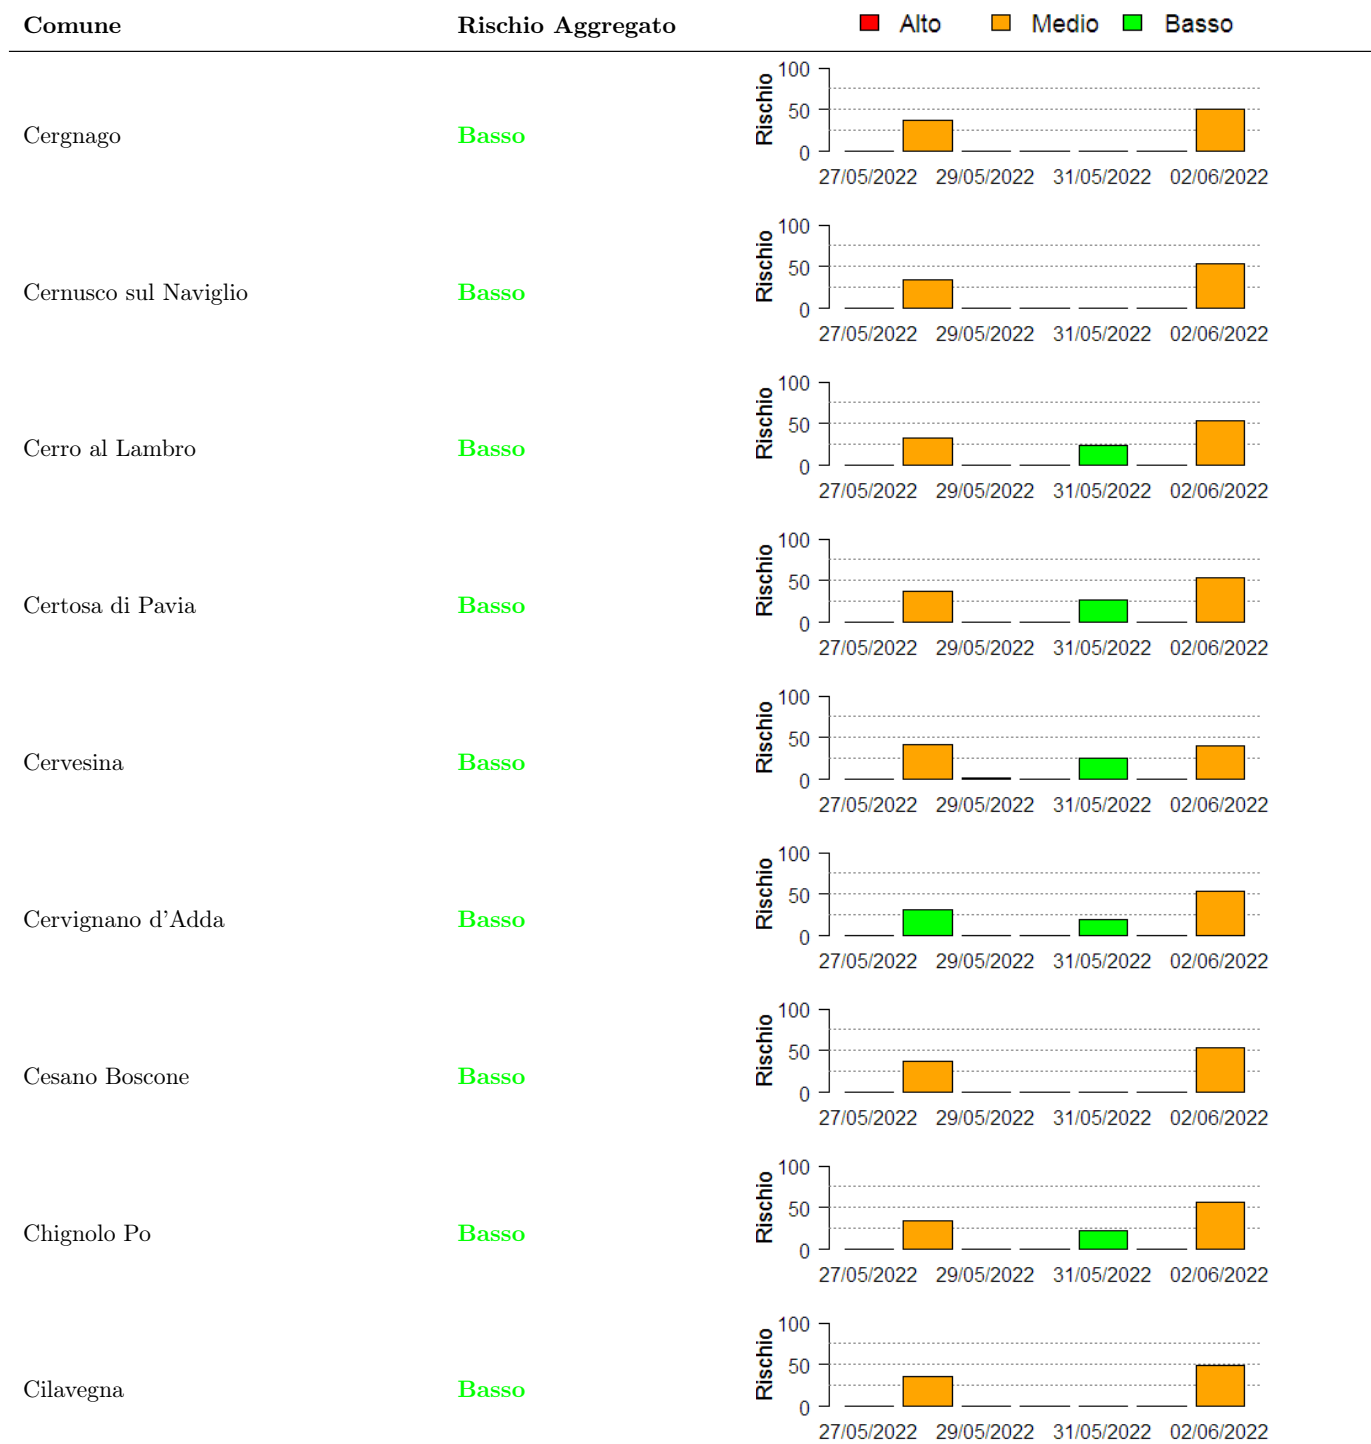 Comune Rischio Aggregato Alto Medio Basso
100
50
0
Rischio
Cergnago Basso
27/05/2022 29/05/2022 31/05/2022 02/06/2022
100
50
0
Rischio
Cernusco sul Naviglio Basso
27/05/2022 29/05/2022 31/05/2022 02/06/2022
100
50
0
Rischio
Cerro al Lambro Basso
27/05/2022 29/05/2022 31/05/2022 02/06/2022
100
50
0
Rischio
Certosa di Pavia Basso
27/05/2022 29/05/2022 31/05/2022 02/06/2022
100
50
0
Rischio
Cervesina Basso
27/05/2022 29/05/2022 31/05/2022 02/06/2022
100
50
0
Rischio
Cervignano d'Adda Basso
27/05/2022 29/05/2022 31/05/2022 02/06/2022
100
50
0
Rischio
Cesano Boscone Basso
27/05/2022 29/05/2022 31/05/2022 02/06/2022
100
50
0
Rischio
Chignolo Po Basso
27/05/2022 29/05/2022 31/05/2022 02/06/2022
100
50
0
Rischio
Cilavegna Basso
27/05/2022 29/05/2022 31/05/2022 02/06/2022